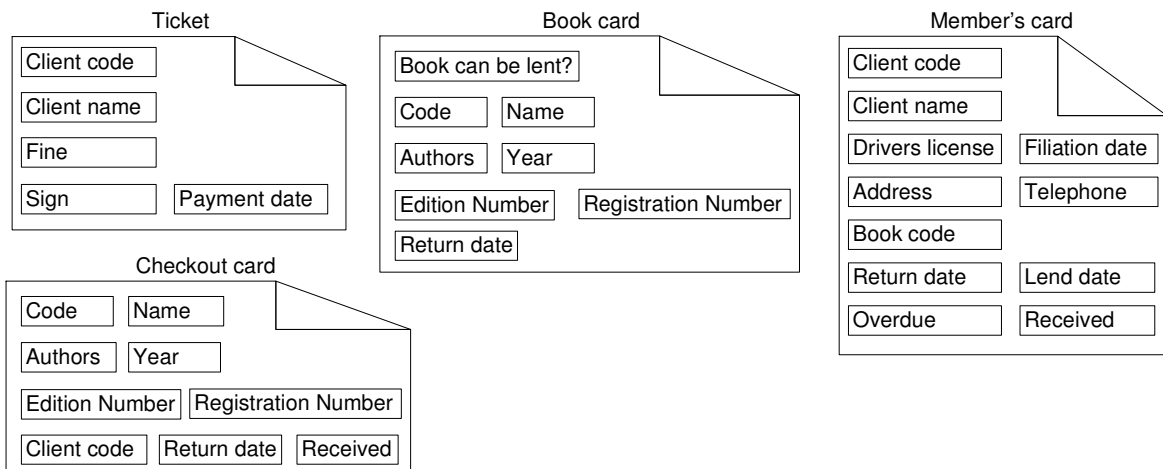 Ticket
Client code
Client name
Fine
Sign Payment date
Book card
Book can be lent?
Code Name
Authors Year
Edition Number Registration Number
Return date
Member's card
Client code
Client name
Drivers license Filiation date
Address Telephone
Book code
Return date Lend date
Overdue Received
Checkout card
Code Name
Authors Year
Edition Number Registration Number
Client code Return date Received